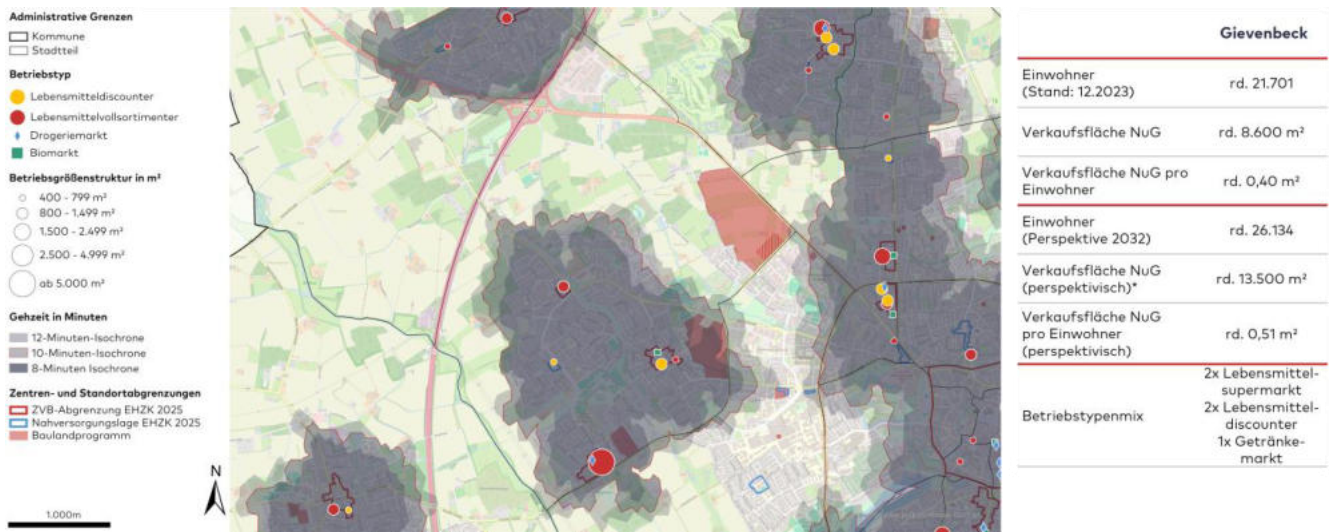 Administrative Grenzen
Kommune
Stadtteil
Betriebstyp
Lebensmitteldiscounter
Lebensmittelvollsortimenter
Drogeriemarkt
Biomarkt
Betriebsgrößenstruktur in m²
400 - 799 m²
800 - 1.499 m²
1.500 - 2.499 m²
2.500 - 4.999 m²
ab 5.000 m²
Gehzeit in Minuten
12-Minuten-Isochrone
10-Minuten-Isochrone
8-Minuten Isochrone
Zentren- und Standortabgrenzungen
ZVB-Abgrenzung EHZK 2025
Nahversorgungslage EHZK 2025
Baulandprogramm
N
1.000m
Gievenbeck
Einwohner
(Stand: 12.2023)
rd. 21.701
Verkaufsfläche NuG
rd. 8.600 m²
Verkaufsfläche NuG pro
Einwohner
rd. 0,40 m²
Einwohner
(Perspektive 2032)
rd. 26.134
Verkaufsfläche NuG
(perspektivisch)*
rd. 13.500 m²
Verkaufsfläche NuG
pro Einwohner
(perspektivisch)
rd. 0,51 m²
Betriebstypenmix
2x Lebensmittel-
supermarkt
2x Lebensmittel-
discounter
1x Getränke-
markt